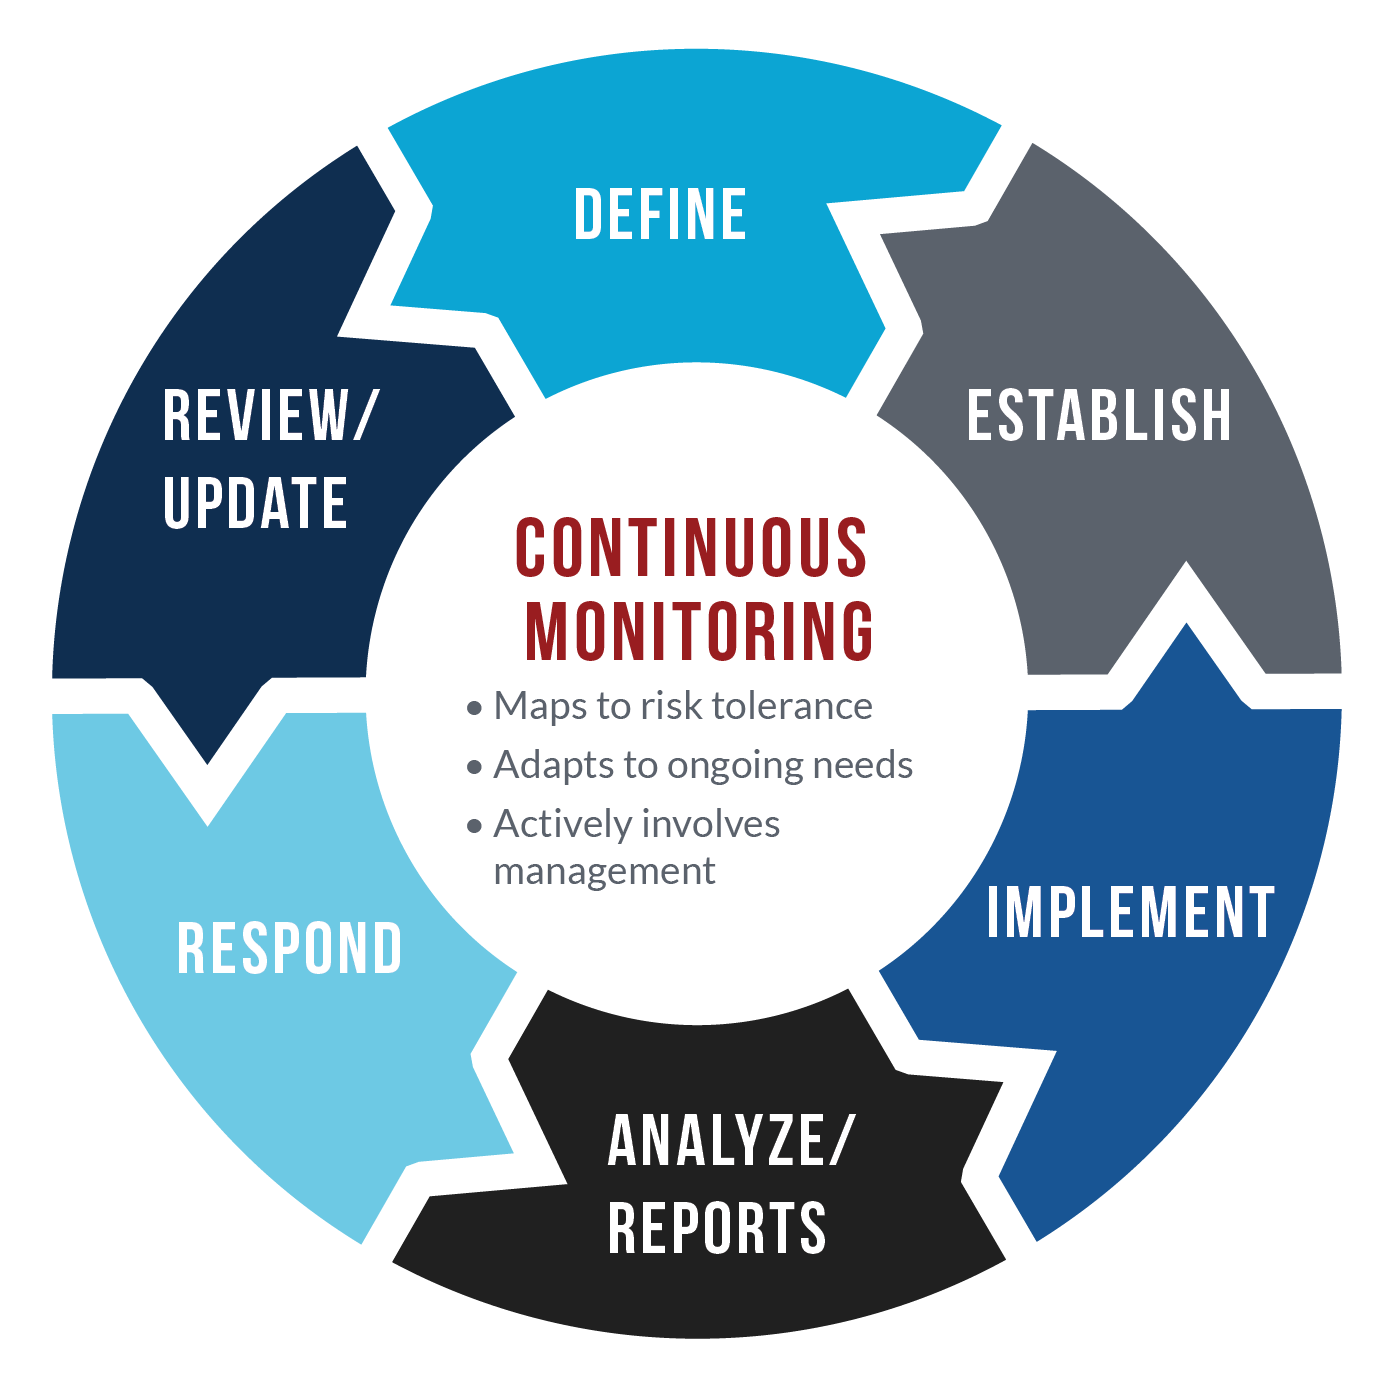 DEFINE
ESTABLISH
IMPLEMENT
ANALYZE/
REPORTS
RESPOND
REVIEW/
UPDATE
CONTINUOUS
MONITORING
• Maps to risk tolerance
• Adapts to ongoing needs
• Actively involves
management